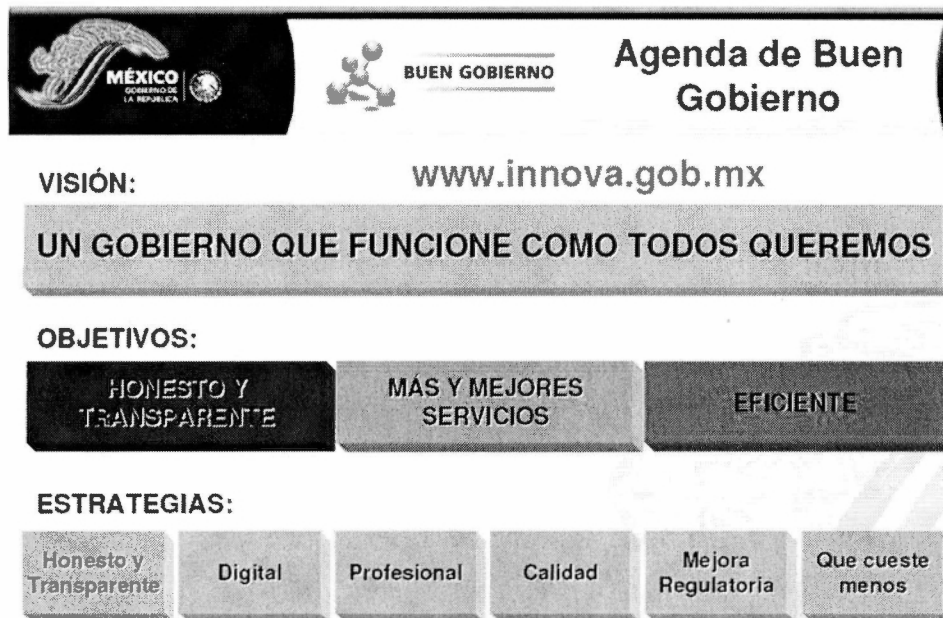 MÉXICO
GOBIERNO DE
LA REPÚBLICA
BUEN GOBIERNO
Agenda de Buen
Gobierno
VISIÓN:
www.innova.gob.mx
UN GOBIERNO QUE FUNCIONE COMO TODOS QUEREMOS
OBJETIVOS:
HONESTO Y
TRANSPARENTE
MÁS Y MEJORES
SERVICIOS
EFICIENTE
ESTRATEGIAS:
Honesto y
Transparente
Digital
Profesional
Calidad
Mejora
Regulatoria
Que cueste
menos